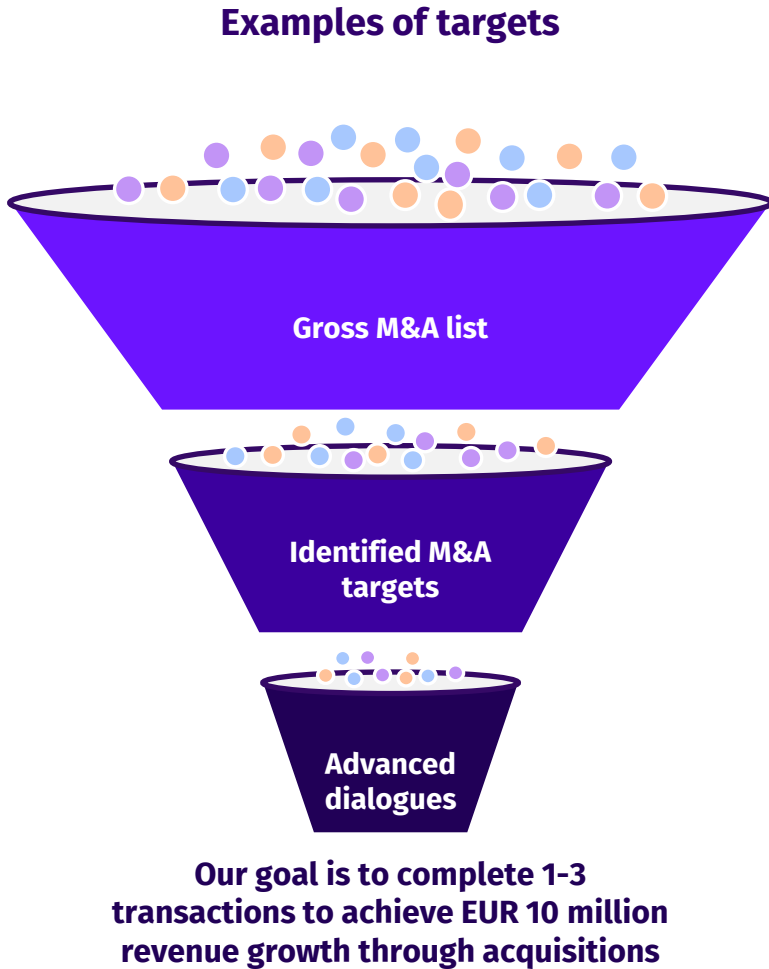 Examples of targets
Gross M&A list
Identified M&A
targets
Advanced
dialogues
Our goal is to complete 1-3
transactions to achieve EUR 10 million
revenue growth through acquisitions